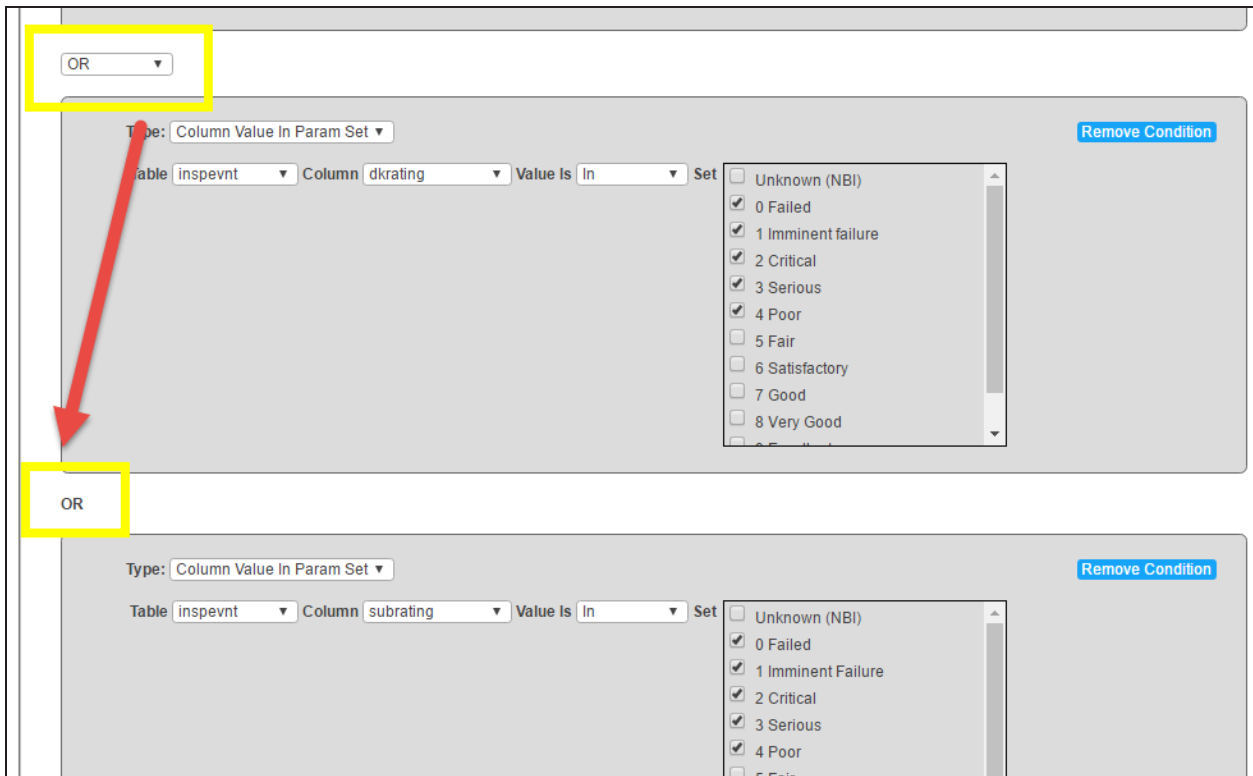 OR
Type: Column Value In Param Set Remove Condition
Table inspevnt Column dkrating Value Is In Set
Unknown (NBI)
0 Failed
1 Imminent failure
2 Critical
3 Serious
4 Poor
5 Fair
6 Satisfactory
7 Good
8 Very Good
OR
Type: Column Value In Param Set Remove Condition
Table inspevnt Column subrating Value Is In Set
Unknown (NBI)
0 Failed
1 Imminent Failure
2 Critical
3 Serious
4 Poor
5 Fair